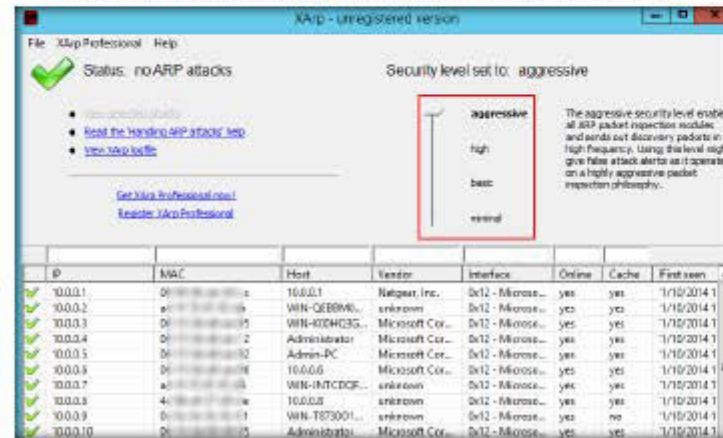 XArp - unregistered version
File XArp Professional Help
Status: no ARP attacks
Security level set to: aggressive
Read the 'Handling ARP attacks' help
View XArp logfile
Get XArp Professional now!
Register XArp Professional
aggressive
high
basic
minimal
The aggressive security level enable
all ARP packet inspection modules
and sends out discovery packets in
high frequency. Using this level migh
give false attack alerts as it operate
on a highly aggressive packet
inspection philosophy.
IP MAC Host Vendor Interface Online Cache First seen
10.0.0.1 10.0.0.1 Netgear, Inc. 0x12 - Microso... yes yes 1/10/2014 1
10.0.0.2 unknown 0x12 - Microso... yes yes 1/10/2014 1
10.0.0.3 Microsoft Cor... 0x12 - Microso... yes yes 1/10/2014 1
10.0.0.4 Administrator Microsoft Cor... 0x12 - Microso... yes yes 1/10/2014 1
10.0.0.5 Admin-PC Microsoft Cor... 0x12 - Microso... yes yes 1/10/2014 1
10.0.0.6 10.0.0.6 Microsoft Cor... 0x12 - Microso... yes yes 1/10/2014 1
10.0.0.7 unknown 0x12 - Microso... yes yes 1/10/2014 1
10.0.0.8 10.0.0.8 unknown 0x12 - Microso... yes yes 1/10/2014 1
10.0.0.9 unknown 0x12 - Microso... yes no 1/10/2014 1
10.0.0.10 Administrator Microsoft Cor... 0x12 - Microso... yes yes 1/10/2014 1